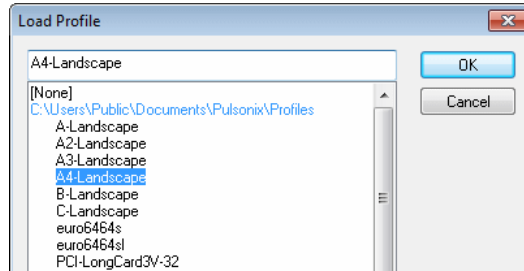 Load Profile
A4-Landscape
OK
[None]
Cancel
C:\Users\Public\Documents\Pulsonix\Profiles
A-Landscape
A2-Landscape
A3-Landscape
A4-Landscape
B-Landscape
C-Landscape
euro6464s
euro6464sl
PCI-LongCard3V-32